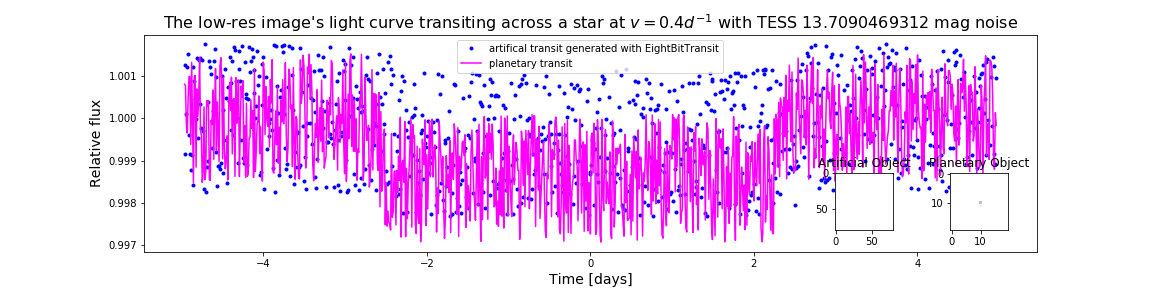 The low-res image's light curve transiting across a star at v = 0.4d⁻¹ with TESS 13.7090469312 mag noise
artifical transit generated with EightBitTransit
planetary transit
Relative flux
1.001
1.000
0.999
0.998
0.997
Artificial Object
Planetary Object
0
50
0
50
0
10
0
10
−4
−2
0
2
4
Time [days]